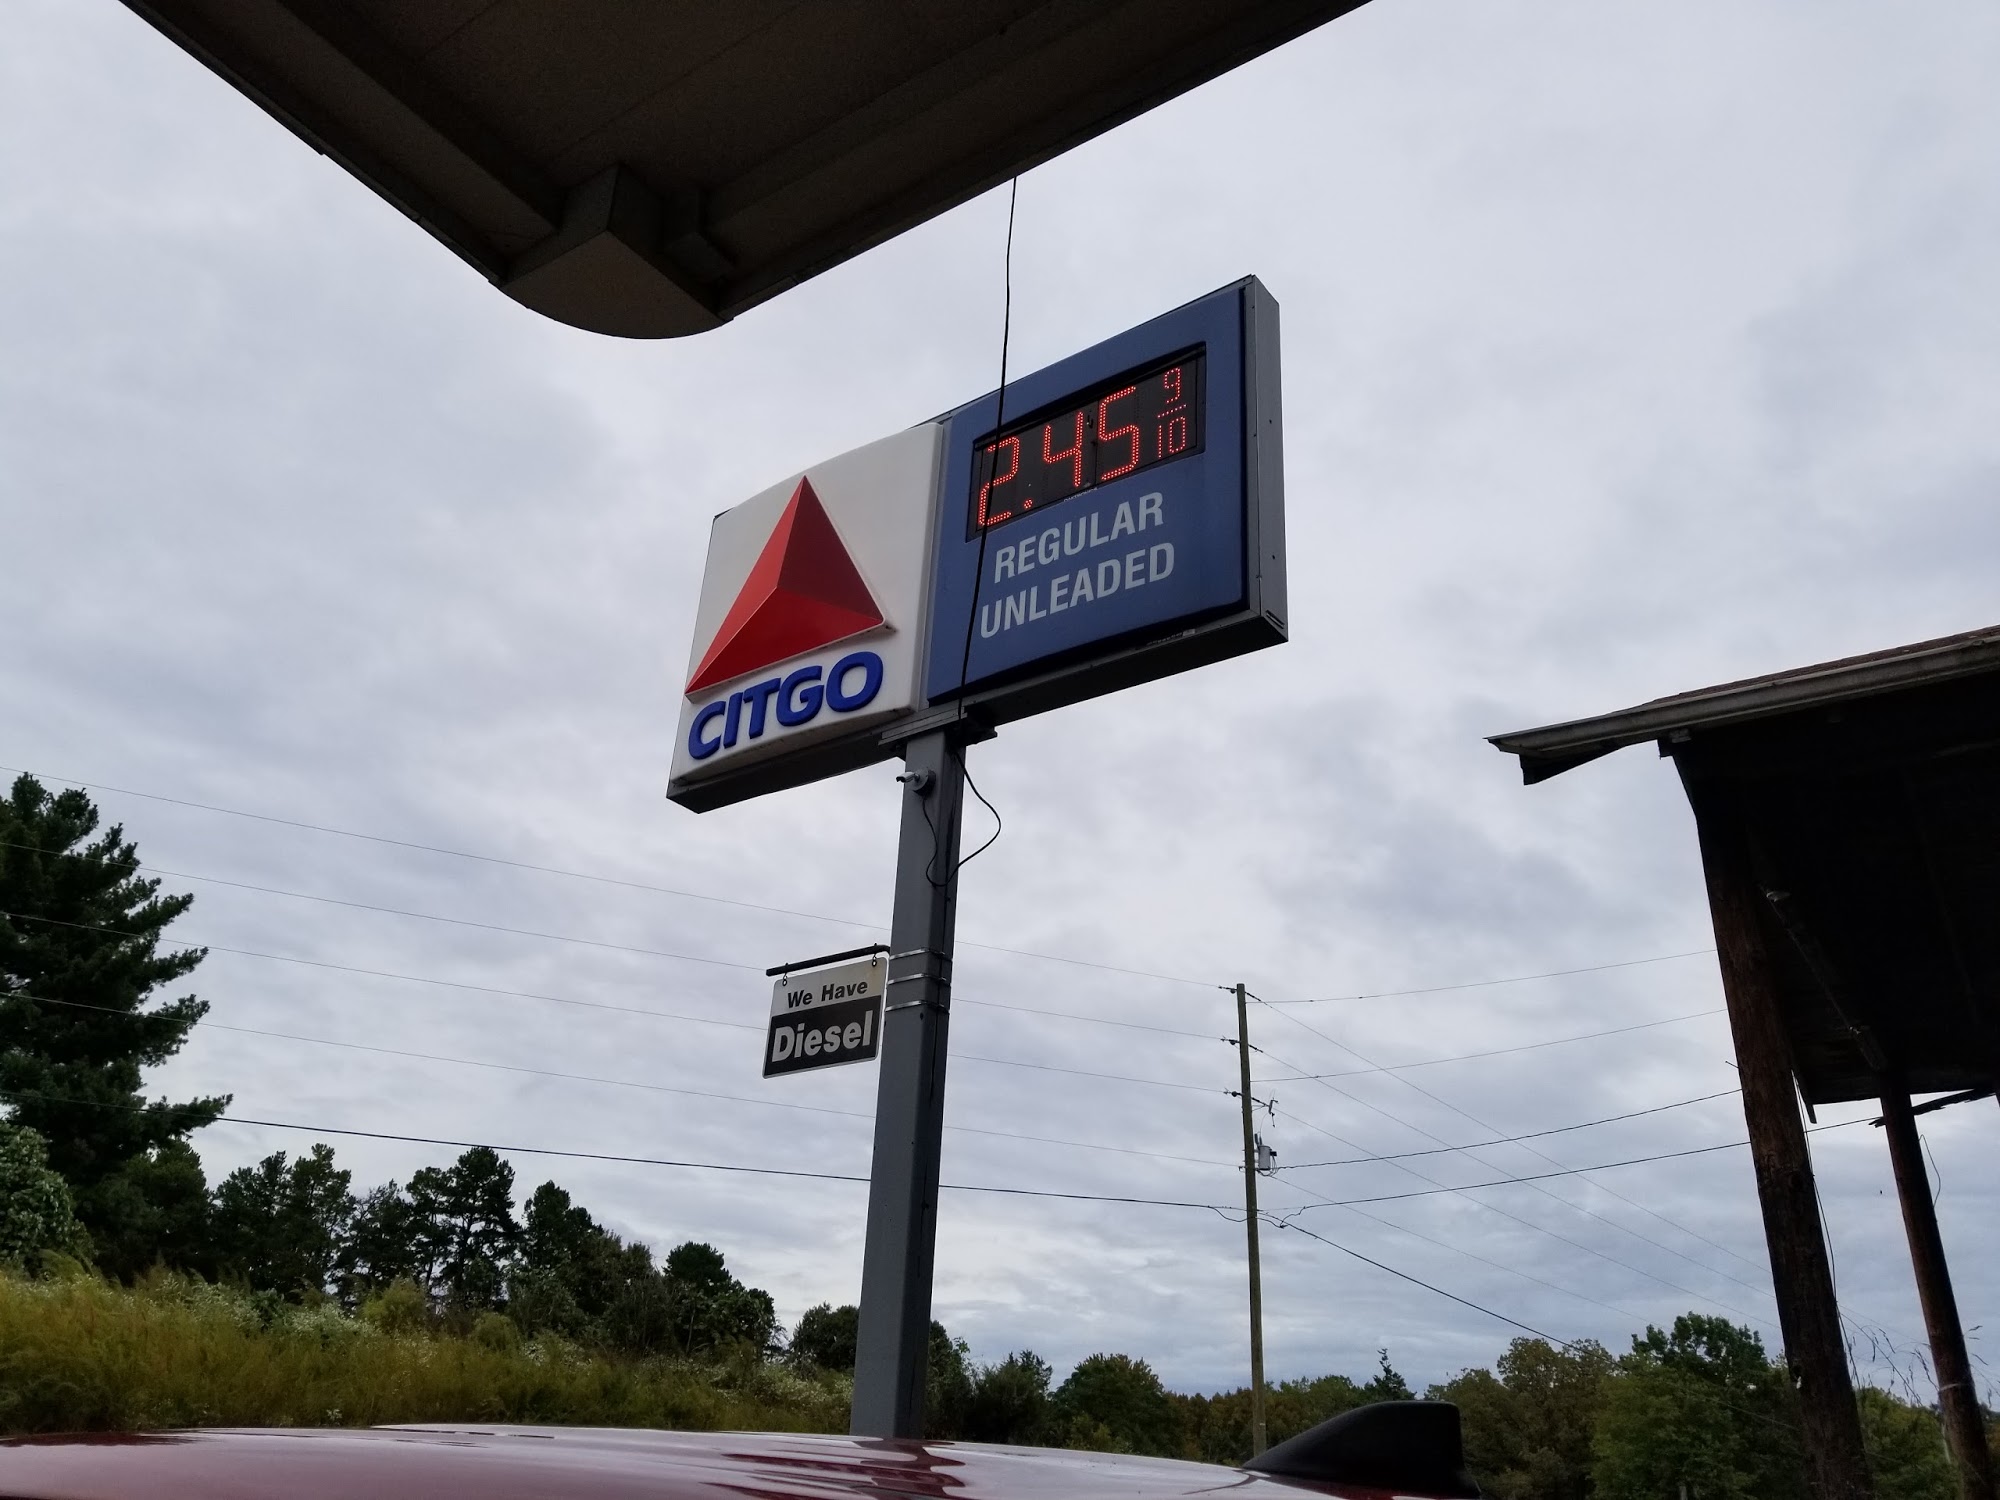 CITGO
2.45 9/10
REGULAR
UNLEADED
We Have
Diesel